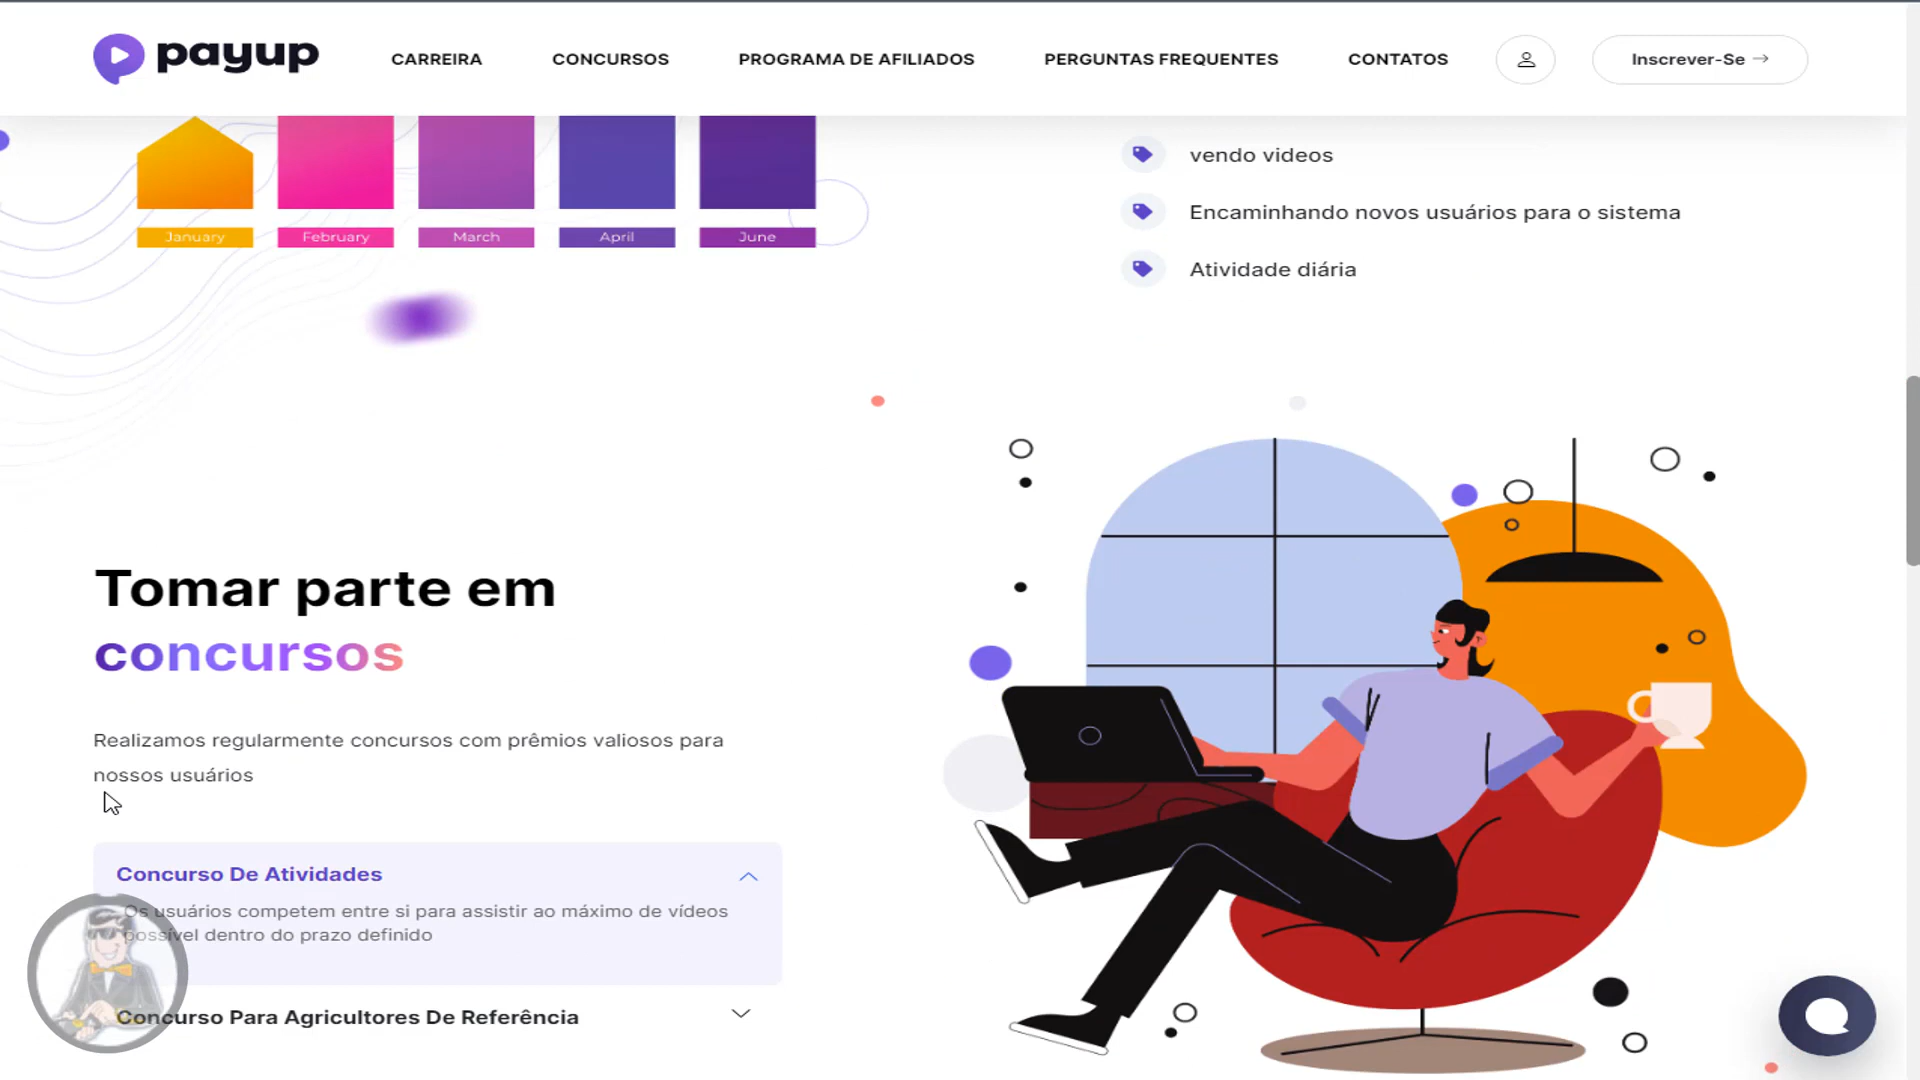 payup
CARREIRA
CONCURSOS
PROGRAMA DE AFILIADOS
PERGUNTAS FREQUENTES
CONTATOS
Inscrever-Se
January
February
March
April
June
vendo videos
Encaminhando novos usuários para o sistema
Atividade diária
Tomar parte em
concursos
Realizamos regularmente concursos com prêmios valiosos para
nossos usuários
Concurso De Atividades
Os usuários competem entre si para assistir ao máximo de vídeos
possível dentro do prazo definido
Concurso Para Agricultores De Referência